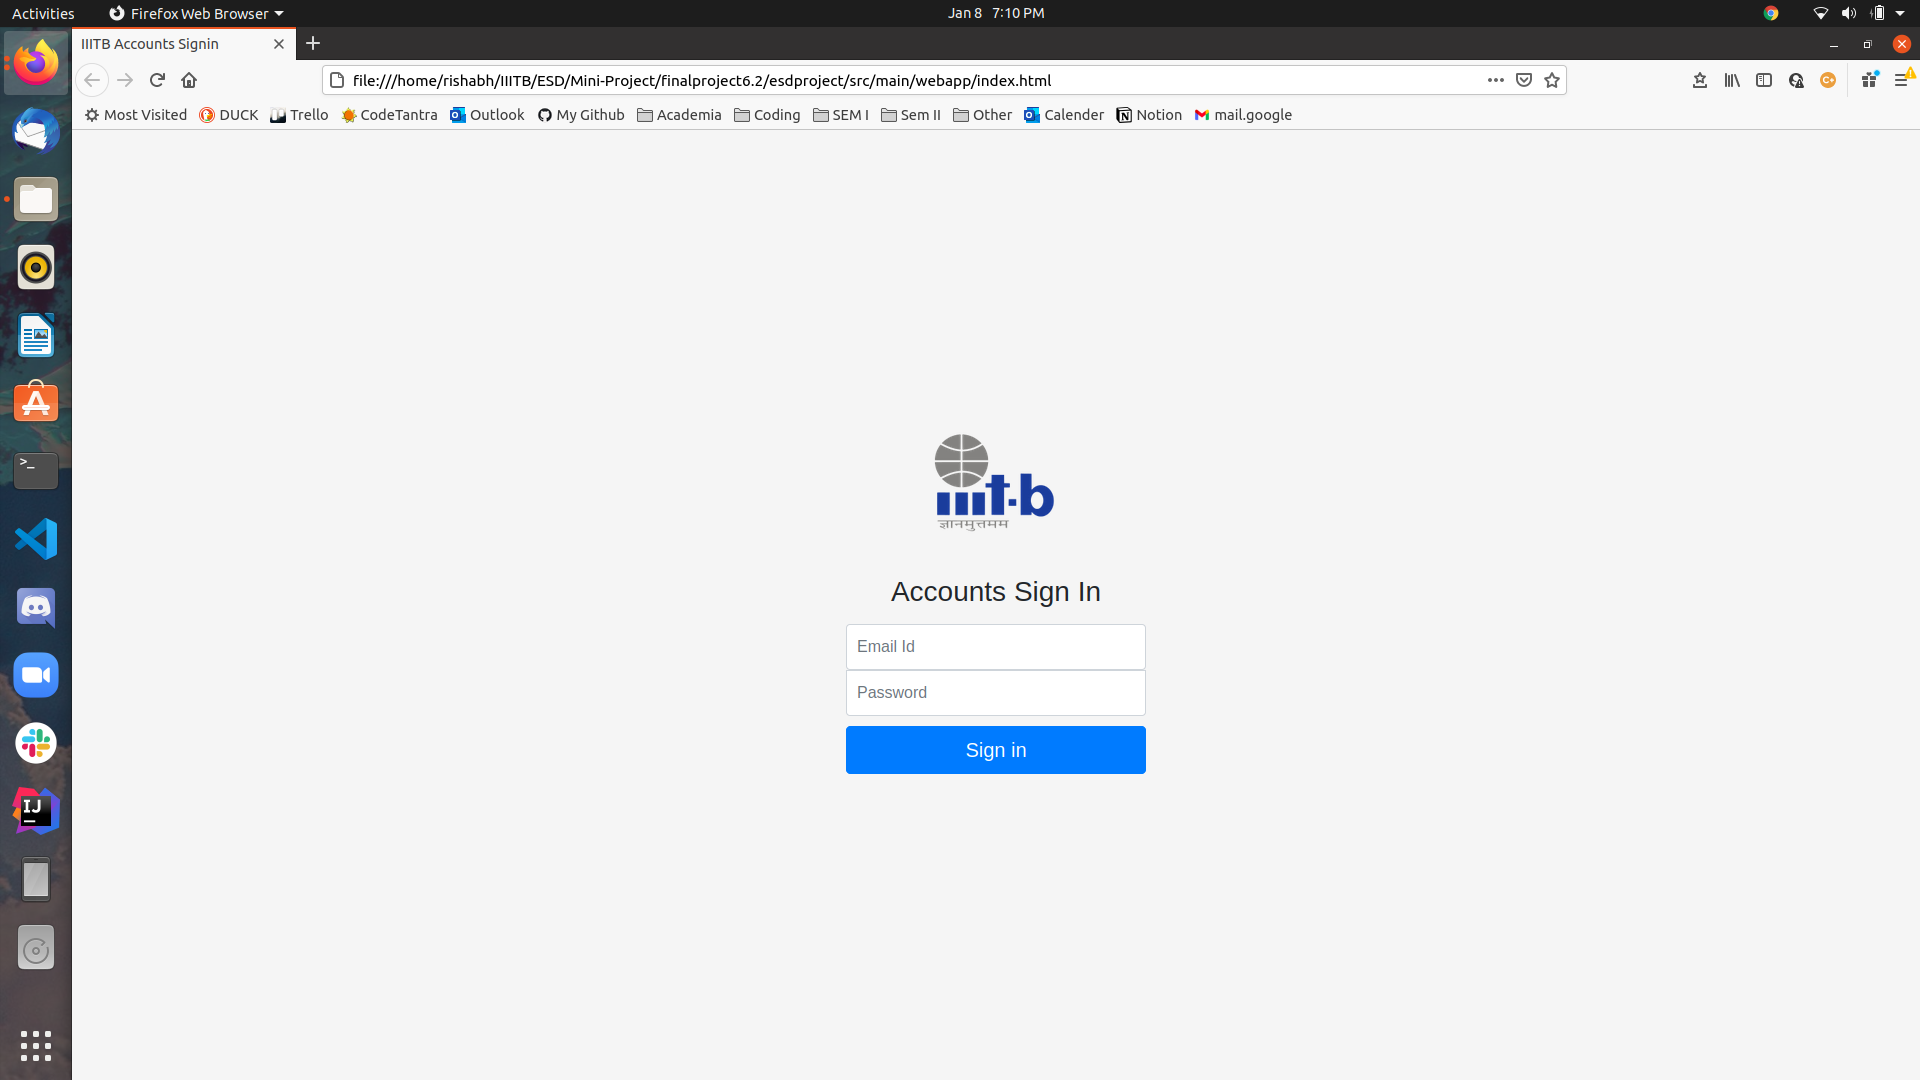 Activities Firefox Web Browser Jan 8 7:10 PM
IIITB Accounts Signin
file:///home/rishabh/IIITB/ESD/Mini-Project/finalproject6.2/esdproject/src/main/webapp/index.html
Most Visited DUCK Trello CodeTantra Outlook My Github Academia Coding SEM I Sem II Other Calender Notion mail.google
iiit-b
ज्ञानमुत्तमम
Accounts Sign In
Email Id
Password
Sign in
>_
IJ